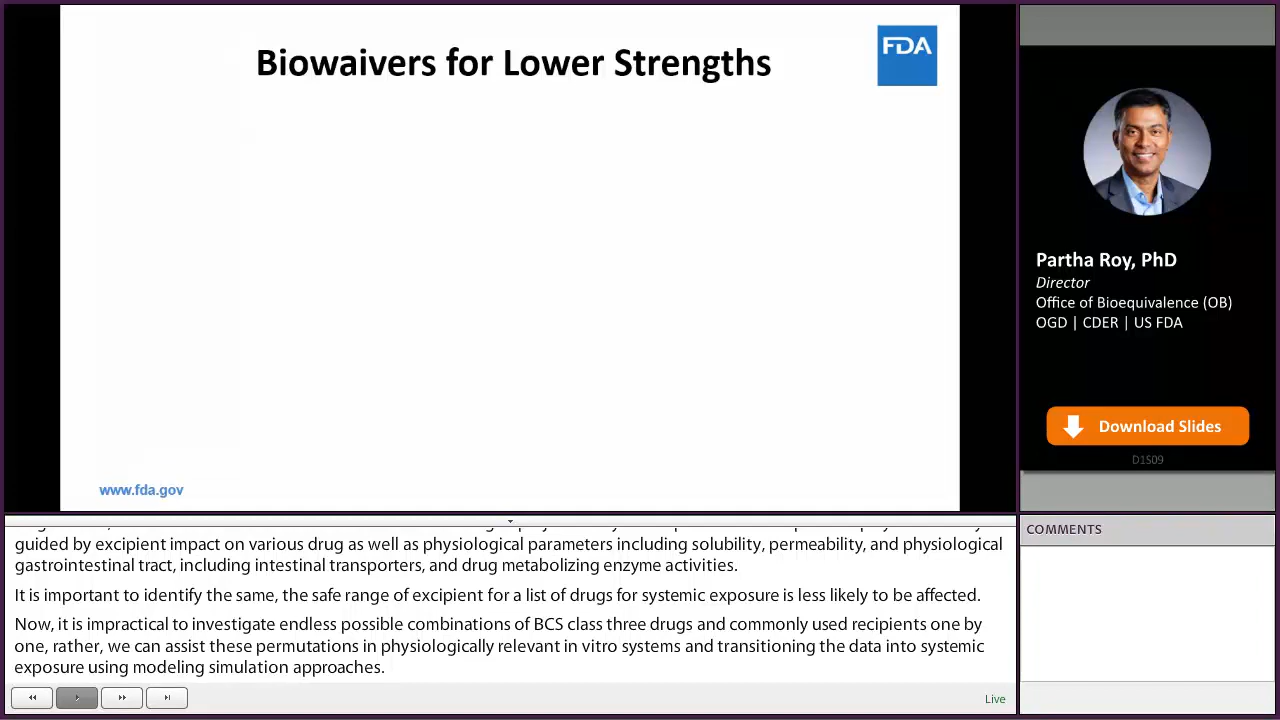 Biowaivers for Lower Strengths
FDA
www.fda.gov
Partha Roy, PhD
Director
Office of Bioequivalence (OB)
OGD | CDER | US FDA
Download Slides
D1S09
guided by excipient impact on various drug as well as physiological parameters including solubility, permeability, and physiological
gastrointestinal tract, including intestinal transporters, and drug metabolizing enzyme activities.
It is important to identify the same, the safe range of excipient for a list of drugs for systemic exposure is less likely to be affected.
Now, it is impractical to investigate endless possible combinations of BCS class three drugs and commonly used recipients one by
one, rather, we can assist these permutations in physiologically relevant in vitro systems and transitioning the data into systemic
exposure using modeling simulation approaches.
Live
COMMENTS